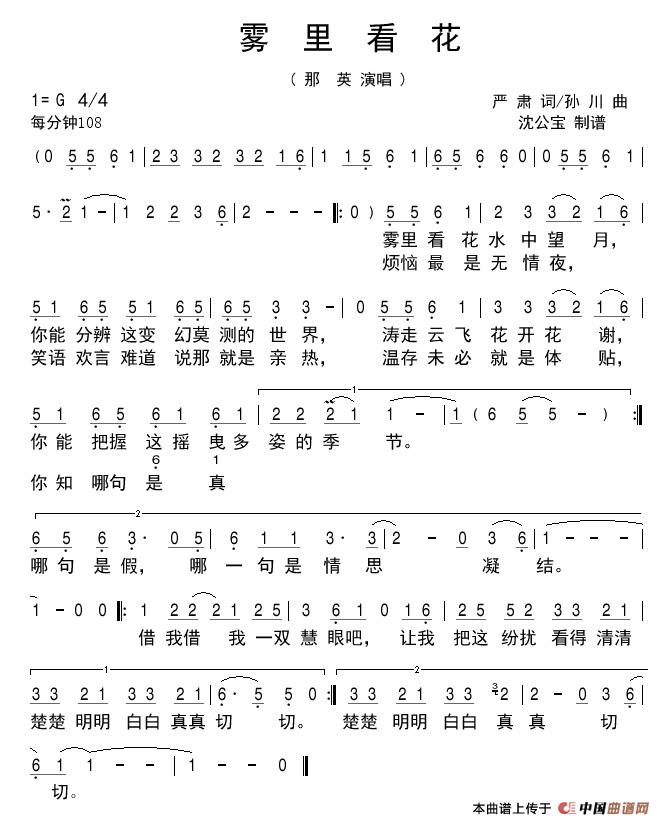 雾 里 看 花
( 那 英 演唱 )
1= G 4/4
严 肃 词/孙 川 曲
每分钟108
沈公宝 制谱
( 0 5 5 6 1 | 2 3 3 2 3 2 1 6 | 1 1 5 6 1 | 6 5 6 6 0 | 0 5 5 6 1 |
5 · 2 1 - | 1 2 2 3 6 | 2 - - - |: 0 ) 5 5 6 1 | 2 3 3 2 1 6 |
雾里 看 花 水 中 望 月，
烦恼 最 是 无 情 夜，
5 1 6 5 5 1 6 5 | 6 5 3 3 - | 0 5 5 6 1 | 3 3 3 2 1 6 |
你能 分辨 这变 幻莫 测的 世 界， 涛走 云 飞 花 开 花 谢，
笑语 欢言 难道 说那 就是 亲 热， 温存 未 必 就 是 体 贴，
1
5 1 6 5 6 1 6 1 | 2 2 2 1 1 - | 1 ( 6 5 5 - ) :|
你 能 把握 这 摇 曳 多 姿 的 季 节。
6 1
你 知 哪句 是 真
2
6 5 6 3 · 0 5 | 6 1 1 3 · 3 | 2 - 0 3 6 |
哪 句 是 假， 哪 一 句 是 情 思 凝 结。
1 - 0 0 |: 1 2 2 2 1 2 5 | 3 6 1 0 1 6 | 2 5 5 2 3 3 2 1 |
借 我借 我 一双 慧 眼吧， 让我 把这 纷扰 看得 清清
1 2
3 3 2 1 3 3 2 1 | 6 · 5 5 0 :| 3 3 2 1 3 3 3 2 | 2 - 0 3 6 |
楚楚 明明 白白 真真 切 切。 楚楚 明明 白白 真 真 切
6 1 1 - - | 1 - - 0 |
切。
本曲谱上传于 中国曲谱网